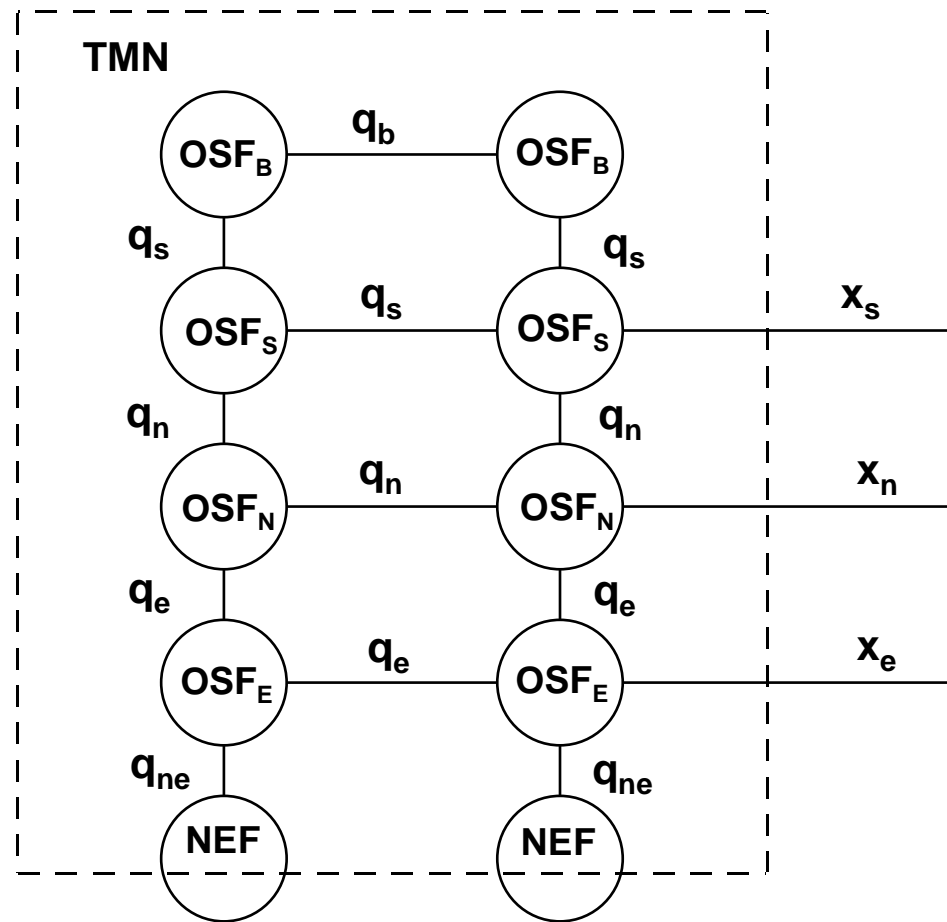 TMN
q_b
OSF_B OSF_B
q_s q_s
q_s x_s
OSF_S OSF_S
q_n q_n
q_n x_n
OSF_N OSF_N
q_e q_e
q_e x_e
OSF_E OSF_E
q_ne q_ne
NEF NEF